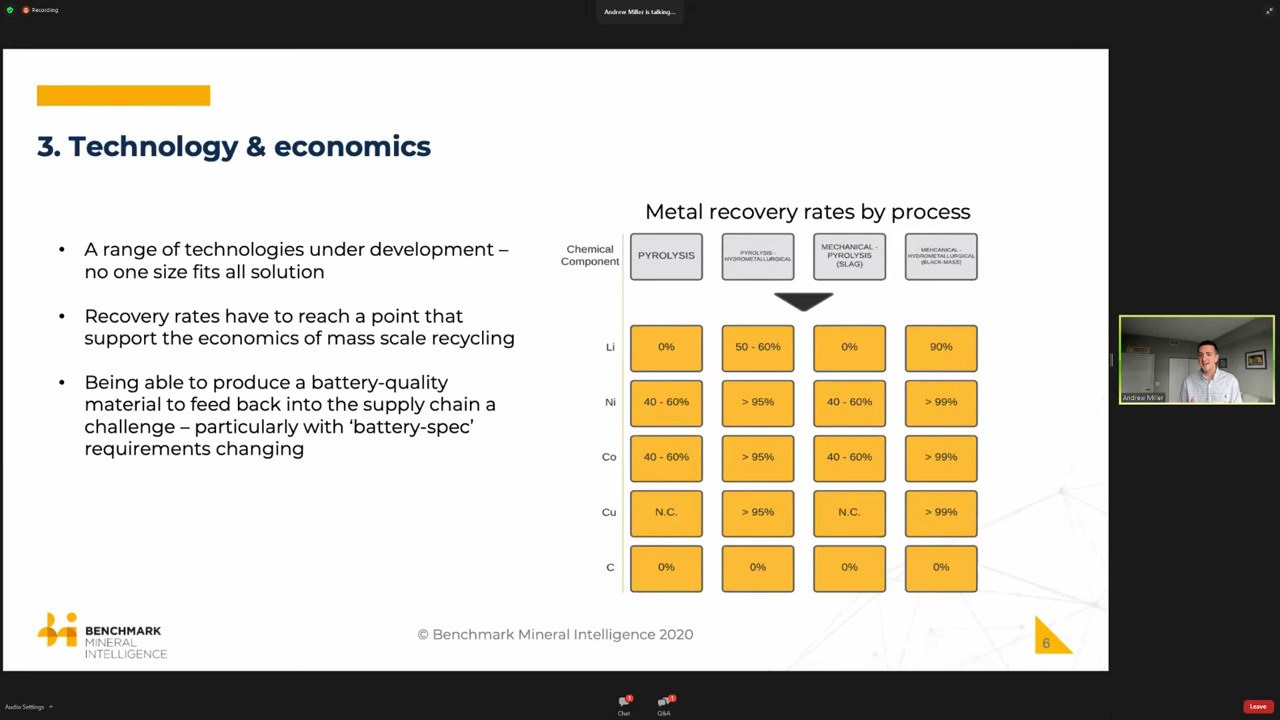 Recording
Andrew Miller is talking...
3. Technology & economics
• A range of technologies under development –
no one size fits all solution
• Recovery rates have to reach a point that
support the economics of mass scale recycling
• Being able to produce a battery-quality
material to feed back into the supply chain a
challenge – particularly with ‘battery-spec’
requirements changing
Metal recovery rates by process
Chemical
Component
PYROLYSIS
PYROLYSIS -
HYDROMETALLURGICAL
MECHANICAL -
PYROLYSIS
(SLAG)
MEHCANICAL -
HYDROMETALLURGICAL
(BLACK-MASS)
Li 0% 50 - 60% 0% 90%
Ni 40 - 60% > 95% 40 - 60% > 99%
Co 40 - 60% > 95% 40 - 60% > 99%
Cu N.C. > 95% N.C. > 99%
C 0% 0% 0% 0%
Andrew Miller
BENCHMARK
MINERAL
INTELLIGENCE
© Benchmark Mineral Intelligence 2020
6
Audio Settings
1
Chat
1
Q&A
Leave